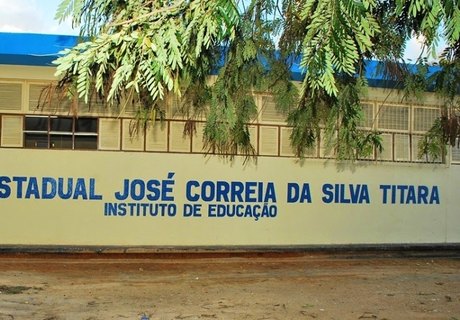 STADUAL JOSÉ CORREIA DA SILVA TITARA
INSTITUTO DE EDUCAÇÃO